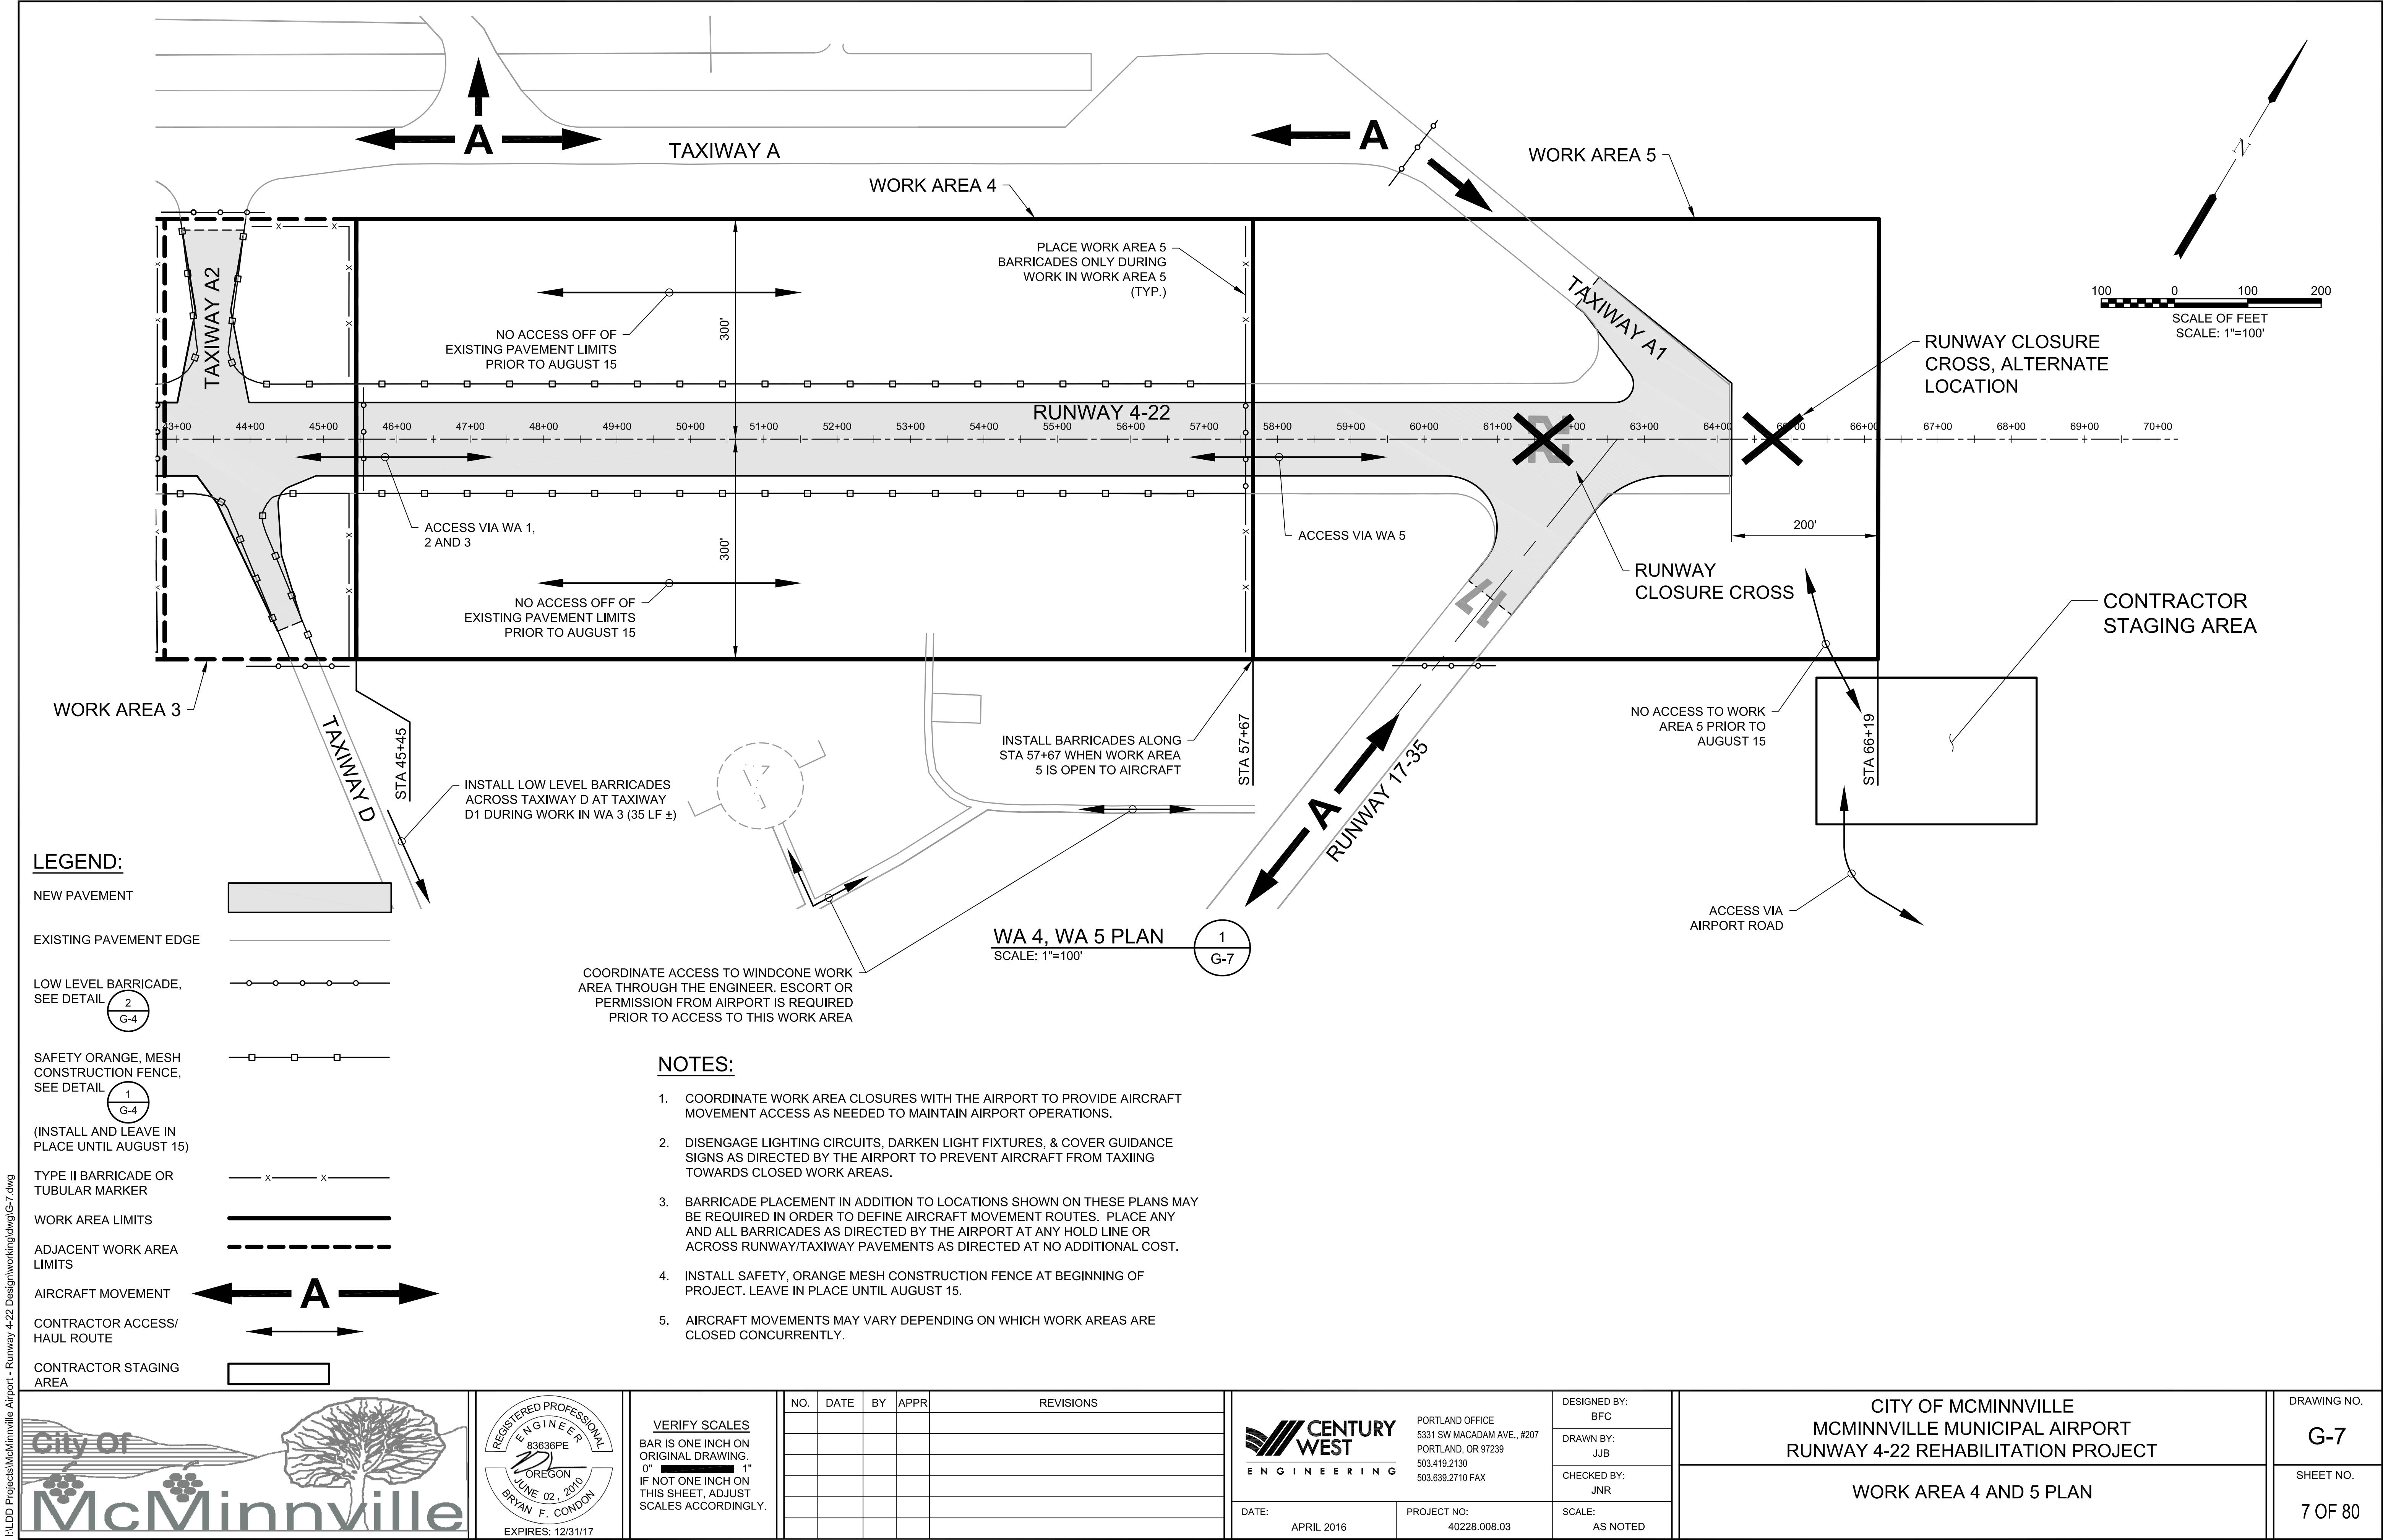 A
A
TAXIWAY A
WORK AREA 5
WORK AREA 4
N
PLACE WORK AREA 5
BARRICADES ONLY DURING
WORK IN WORK AREA 5
(TYP.)
TAXIWAY A2
TAXIWAY A1
100 0 100 200
SCALE OF FEET
SCALE: 1"=100'
NO ACCESS OFF OF
EXISTING PAVEMENT LIMITS
PRIOR TO AUGUST 15
300'
RUNWAY CLOSURE
CROSS, ALTERNATE
LOCATION
RUNWAY 4-22
43+00 44+00 45+00 46+00 47+00 48+00 49+00 50+00 51+00 52+00 53+00 54+00 55+00 56+00 57+00 58+00 59+00 60+00 61+00 63+00 64+00 66+00 67+00 68+00 69+00 70+00
22
ACCESS VIA WA 1,
2 AND 3
ACCESS VIA WA 5
200'
300'
RUNWAY
CLOSURE CROSS
17
NO ACCESS OFF OF
EXISTING PAVEMENT LIMITS
PRIOR TO AUGUST 15
CONTRACTOR
STAGING AREA
WORK AREA 3
TAXIWAY D
STA 45+45
INSTALL BARRICADES ALONG
STA 57+67 WHEN WORK AREA
5 IS OPEN TO AIRCRAFT
STA 57+67
NO ACCESS TO WORK
AREA 5 PRIOR TO
AUGUST 15
STA 66+19
INSTALL LOW LEVEL BARRICADES
ACROSS TAXIWAY D AT TAXIWAY
D1 DURING WORK IN WA 3 (35 LF ±)
A
RUNWAY 17-35
ACCESS VIA
AIRPORT ROAD
WA 4, WA 5 PLAN
SCALE: 1"=100'
1
G-7
COORDINATE ACCESS TO WINDCONE WORK
AREA THROUGH THE ENGINEER. ESCORT OR
PERMISSION FROM AIRPORT IS REQUIRED
PRIOR TO ACCESS TO THIS WORK AREA
LEGEND:
NEW PAVEMENT
EXISTING PAVEMENT EDGE
LOW LEVEL BARRICADE,
SEE DETAIL
2
G-4
SAFETY ORANGE, MESH
CONSTRUCTION FENCE,
SEE DETAIL
1
G-4
(INSTALL AND LEAVE IN
PLACE UNTIL AUGUST 15)
TYPE II BARRICADE OR
TUBULAR MARKER
X X
WORK AREA LIMITS
ADJACENT WORK AREA
LIMITS
AIRCRAFT MOVEMENT
A
CONTRACTOR ACCESS/
HAUL ROUTE
CONTRACTOR STAGING
AREA
NOTES:
1. COORDINATE WORK AREA CLOSURES WITH THE AIRPORT TO PROVIDE AIRCRAFT
MOVEMENT ACCESS AS NEEDED TO MAINTAIN AIRPORT OPERATIONS.
2. DISENGAGE LIGHTING CIRCUITS, DARKEN LIGHT FIXTURES, & COVER GUIDANCE
SIGNS AS DIRECTED BY THE AIRPORT TO PREVENT AIRCRAFT FROM TAXIING
TOWARDS CLOSED WORK AREAS.
3. BARRICADE PLACEMENT IN ADDITION TO LOCATIONS SHOWN ON THESE PLANS MAY
BE REQUIRED IN ORDER TO DEFINE AIRCRAFT MOVEMENT ROUTES. PLACE ANY
AND ALL BARRICADES AS DIRECTED BY THE AIRPORT AT ANY HOLD LINE OR
ACROSS RUNWAY/TAXIWAY PAVEMENTS AS DIRECTED AT NO ADDITIONAL COST.
4. INSTALL SAFETY, ORANGE MESH CONSTRUCTION FENCE AT BEGINNING OF
PROJECT. LEAVE IN PLACE UNTIL AUGUST 15.
5. AIRCRAFT MOVEMENTS MAY VARY DEPENDING ON WHICH WORK AREAS ARE
CLOSED CONCURRENTLY.
I:\LDD Projects\McMinnville Airport - Runway 4-22 Design\working\dwg\G-7.dwg
City Of
McMinnville
REGISTERED PROFESSIONAL
ENGINEER
83636PE
OREGON
JUNE 02, 2010
BRYAN F. CONDON
EXPIRES: 12/31/17
VERIFY SCALES
BAR IS ONE INCH ON
ORIGINAL DRAWING.
0" 1"
IF NOT ONE INCH ON
THIS SHEET, ADJUST
SCALES ACCORDINGLY.
NO. DATE BY APPR REVISIONS
CENTURY
WEST
ENGINEERING
PORTLAND OFFICE
5331 SW MACADAM AVE., #207
PORTLAND, OR 97239
503.419.2130
503.639.2710 FAX
DATE:
APRIL 2016
PROJECT NO:
40228.008.03
DESIGNED BY:
BFC
DRAWN BY:
JJB
CHECKED BY:
JNR
SCALE:
AS NOTED
CITY OF MCMINNVILLE
MCMINNVILLE MUNICIPAL AIRPORT
RUNWAY 4-22 REHABILITATION PROJECT
WORK AREA 4 AND 5 PLAN
DRAWING NO.
G-7
SHEET NO.
7 OF 80